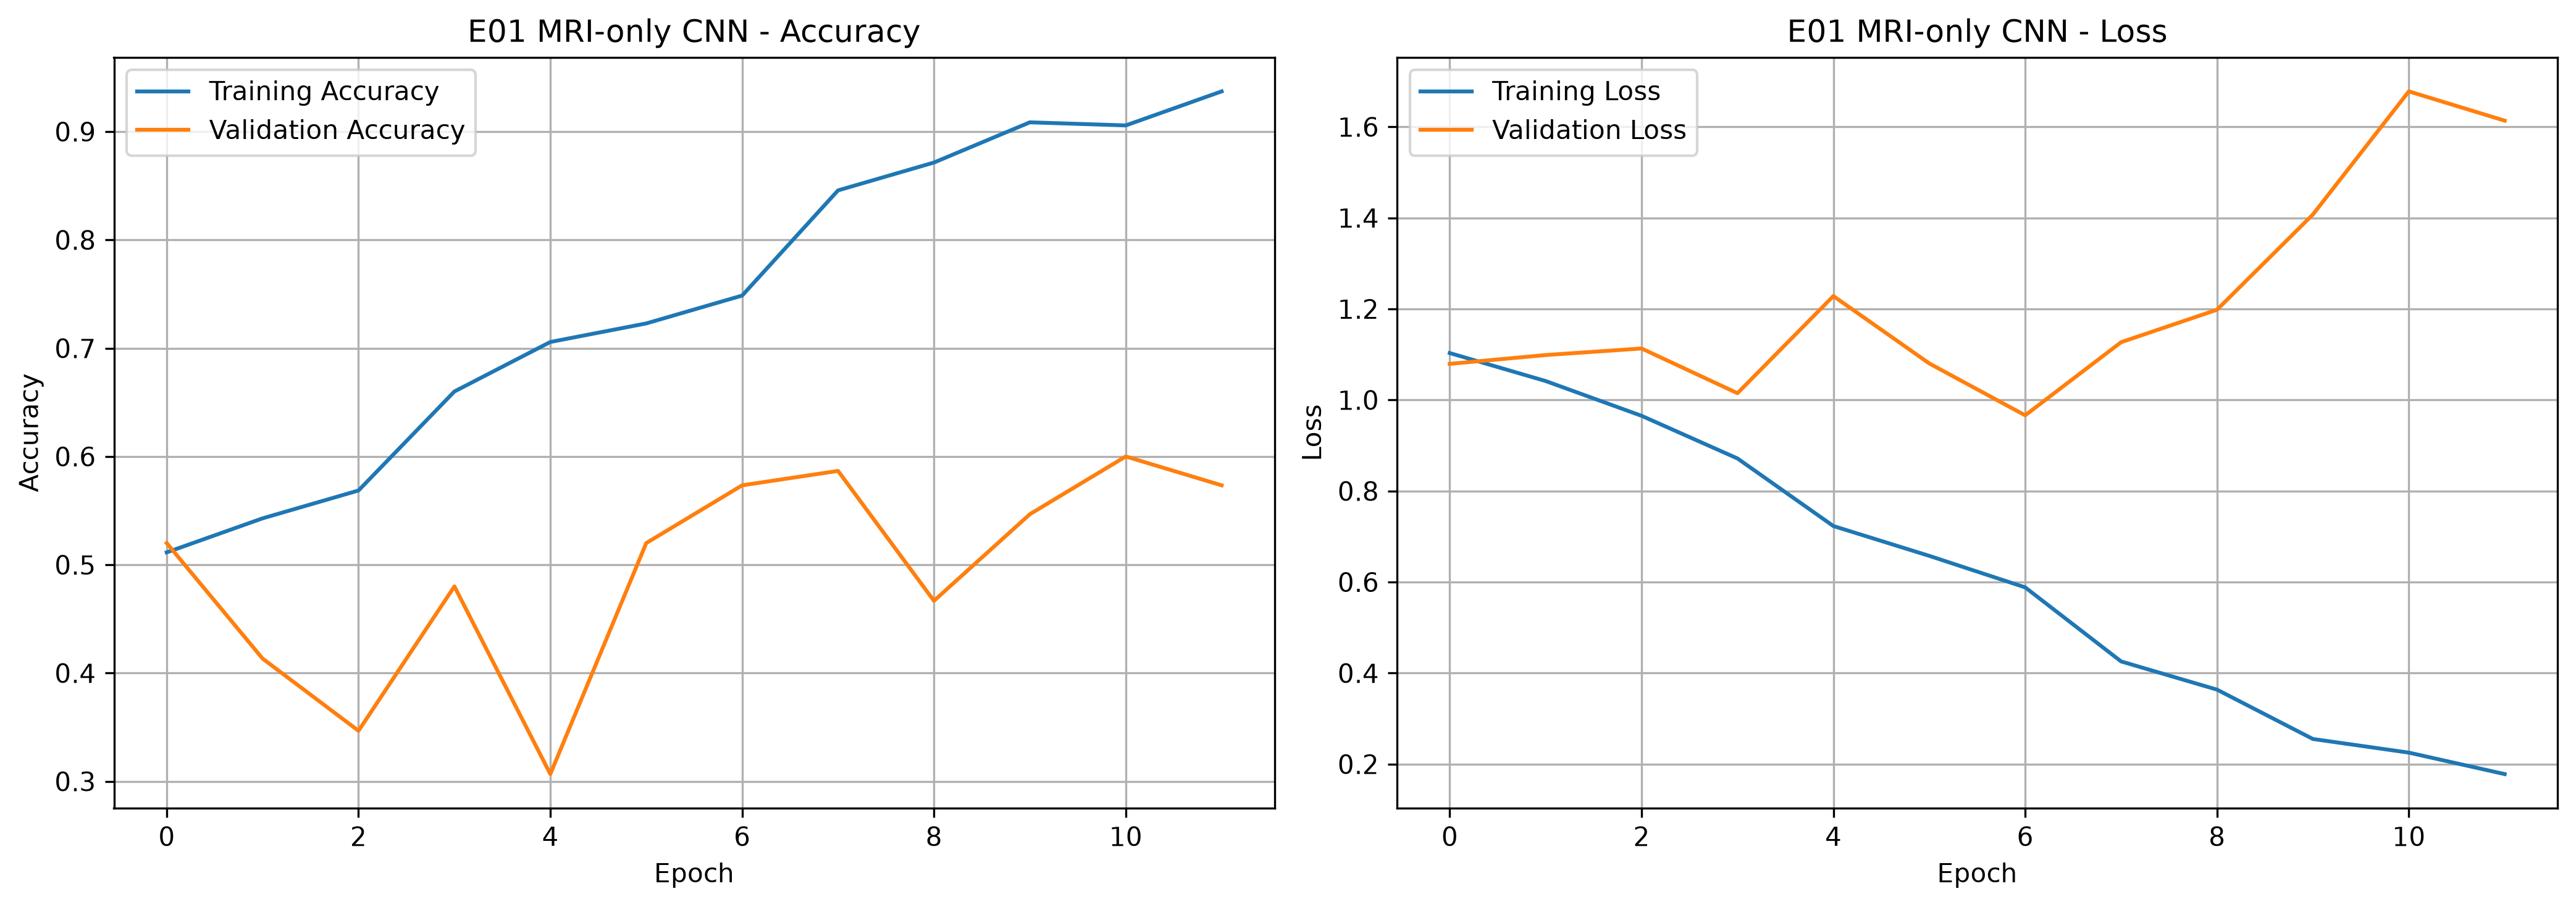 E01 MRI-only CNN - Accuracy
Training Accuracy
Validation Accuracy
Accuracy
0.9
0.8
0.7
0.6
0.5
0.4
0.3
0 2 4 6 8 10
Epoch
E01 MRI-only CNN - Loss
Training Loss
Validation Loss
Loss
1.6
1.4
1.2
1.0
0.8
0.6
0.4
0.2
0 2 4 6 8 10
Epoch